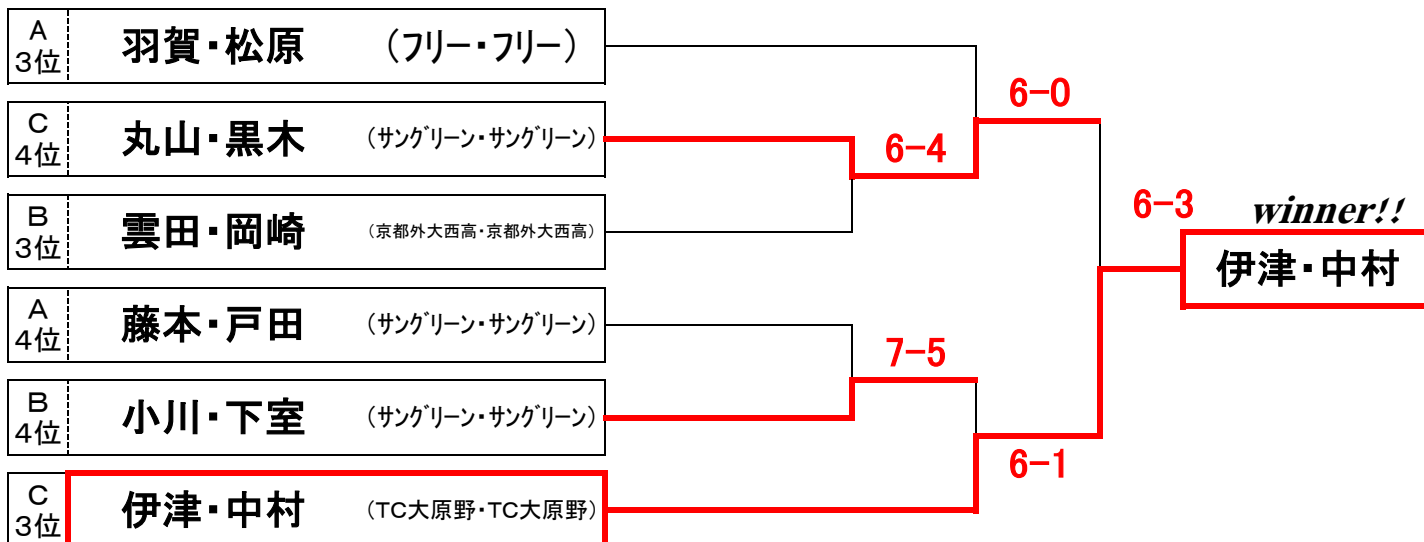 A
3位
羽賀・松原 (フリー・フリー)
6-0
C
4位
丸山・黒木 (サングリーン・サングリーン)
6-4
B
3位
雲田・岡崎 (京都外大西高・京都外大西高)
6-3
winner!!
伊津・中村
A
4位
藤本・戸田 (サングリーン・サングリーン)
7-5
B
4位
小川・下室 (サングリーン・サングリーン)
6-1
C
3位
伊津・中村 (TC大原野・TC大原野)